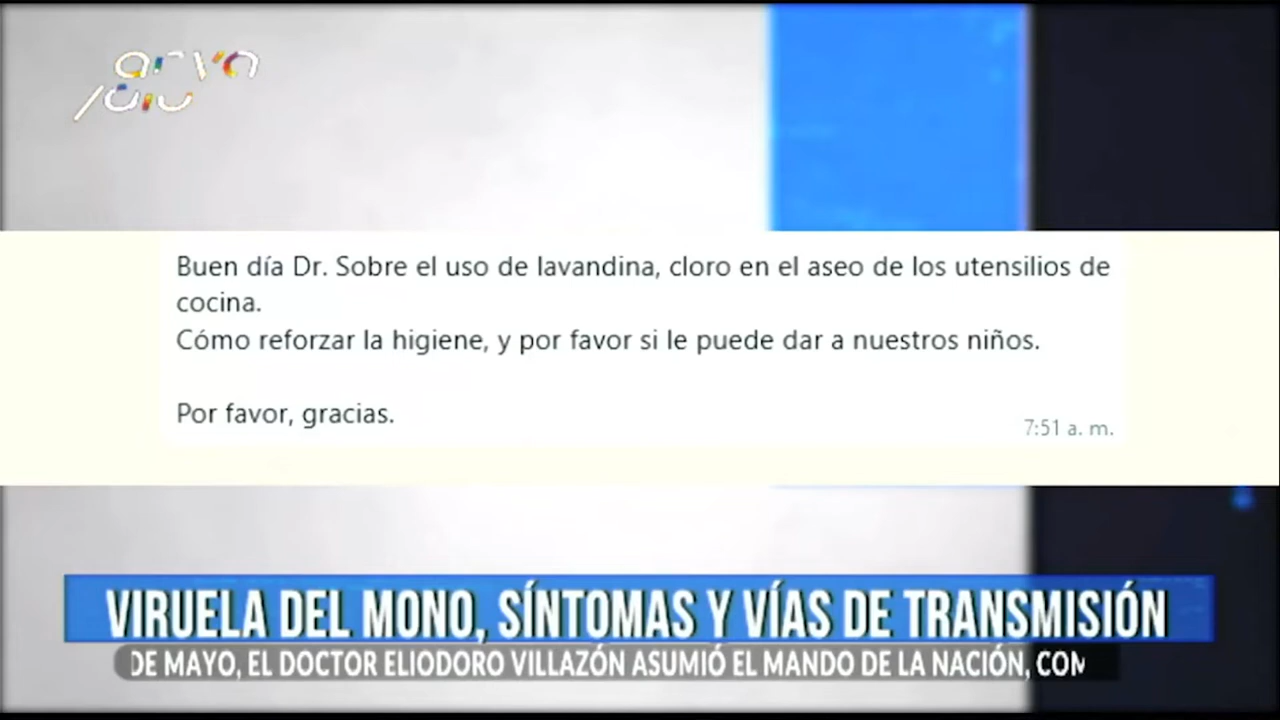 Buen día Dr. Sobre el uso de lavandina, cloro en el aseo de los utensilios de
cocina.
Cómo reforzar la higiene, y por favor si le puede dar a nuestros niños.
Por favor, gracias.
7:51 a. m.
VIRUELA DEL MONO, SÍNTOMAS Y VÍAS DE TRANSMISIÓN
DE MAYO, EL DOCTOR ELIODORO VILLAZÓN ASUMIÓ EL MANDO DE LA NACIÓN, COM